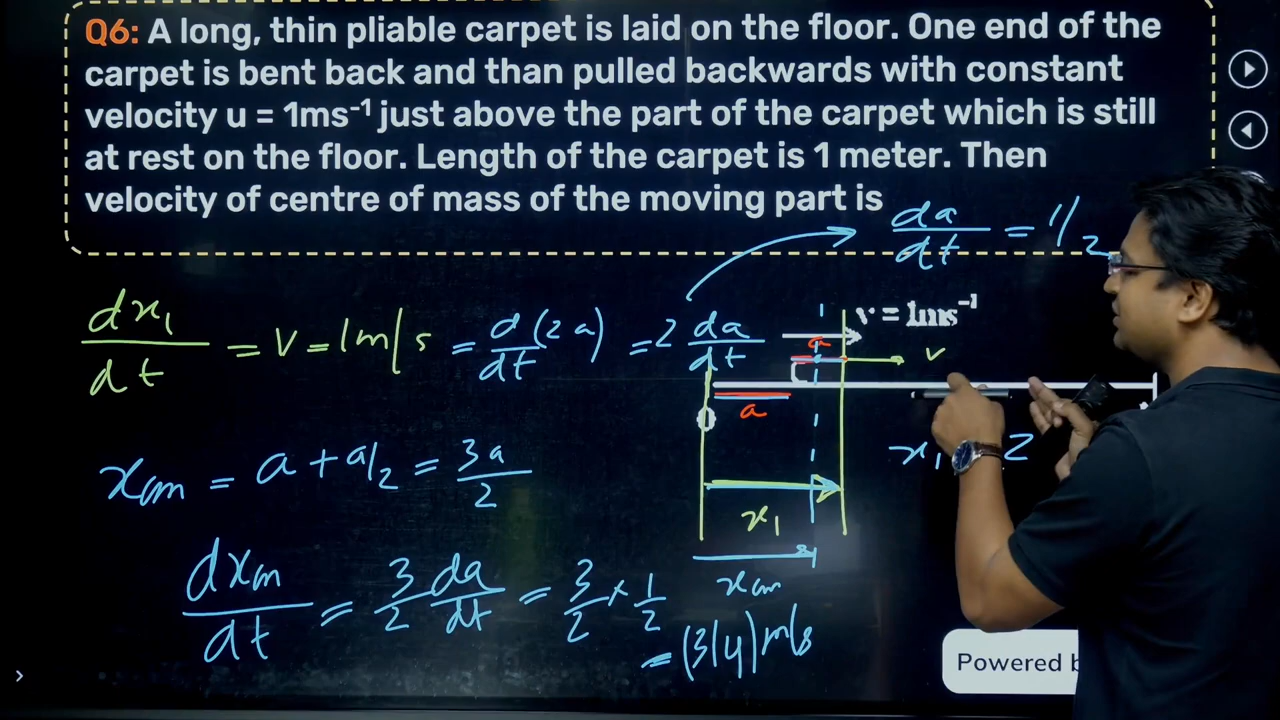 Q6: A long, thin pliable carpet is laid on the floor. One end of the
carpet is bent back and than pulled backwards with constant
velocity u = 1ms⁻¹ just above the part of the carpet which is still
at rest on the floor. Length of the carpet is 1 meter. Then
velocity of centre of mass of the moving part is
da/dt = 1/2
dx₁/dt = V = 1m/s = d/dt (2a) = 2 da/dt
v = 1ms⁻¹
a
v
a
x_cm = a + a/2 = 3a/2
x₁
2
x₁
dx_cm/dt = 3/2 da/dt = 3/2 × 1/2
x_cm
= (3/4) m/s
Powered